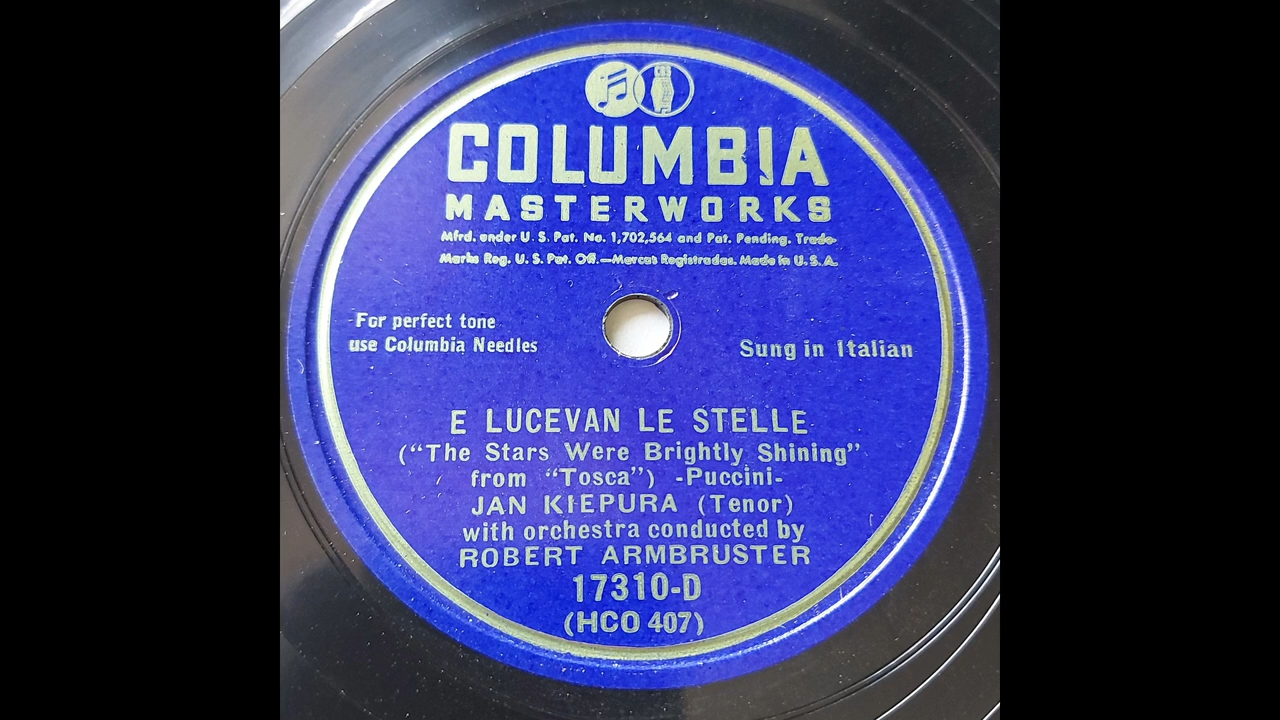 COLUMBIA
MASTERWORKS
Mfrd. under U. S. Pat. No. 1,702,564 and Pat. Pending. Trade-
Marks Reg. U. S. Pat. Off.—Marcas Registradas. Made in U. S. A.
For perfect tone
use Columbia Needles
Sung in Italian
E LUCEVAN LE STELLE
(“The Stars Were Brightly Shining”
from “Tosca”) -Puccini-
JAN KIEPURA (Tenor)
with orchestra conducted by
ROBERT ARMBRUSTER
17310-D
(HCO 407)